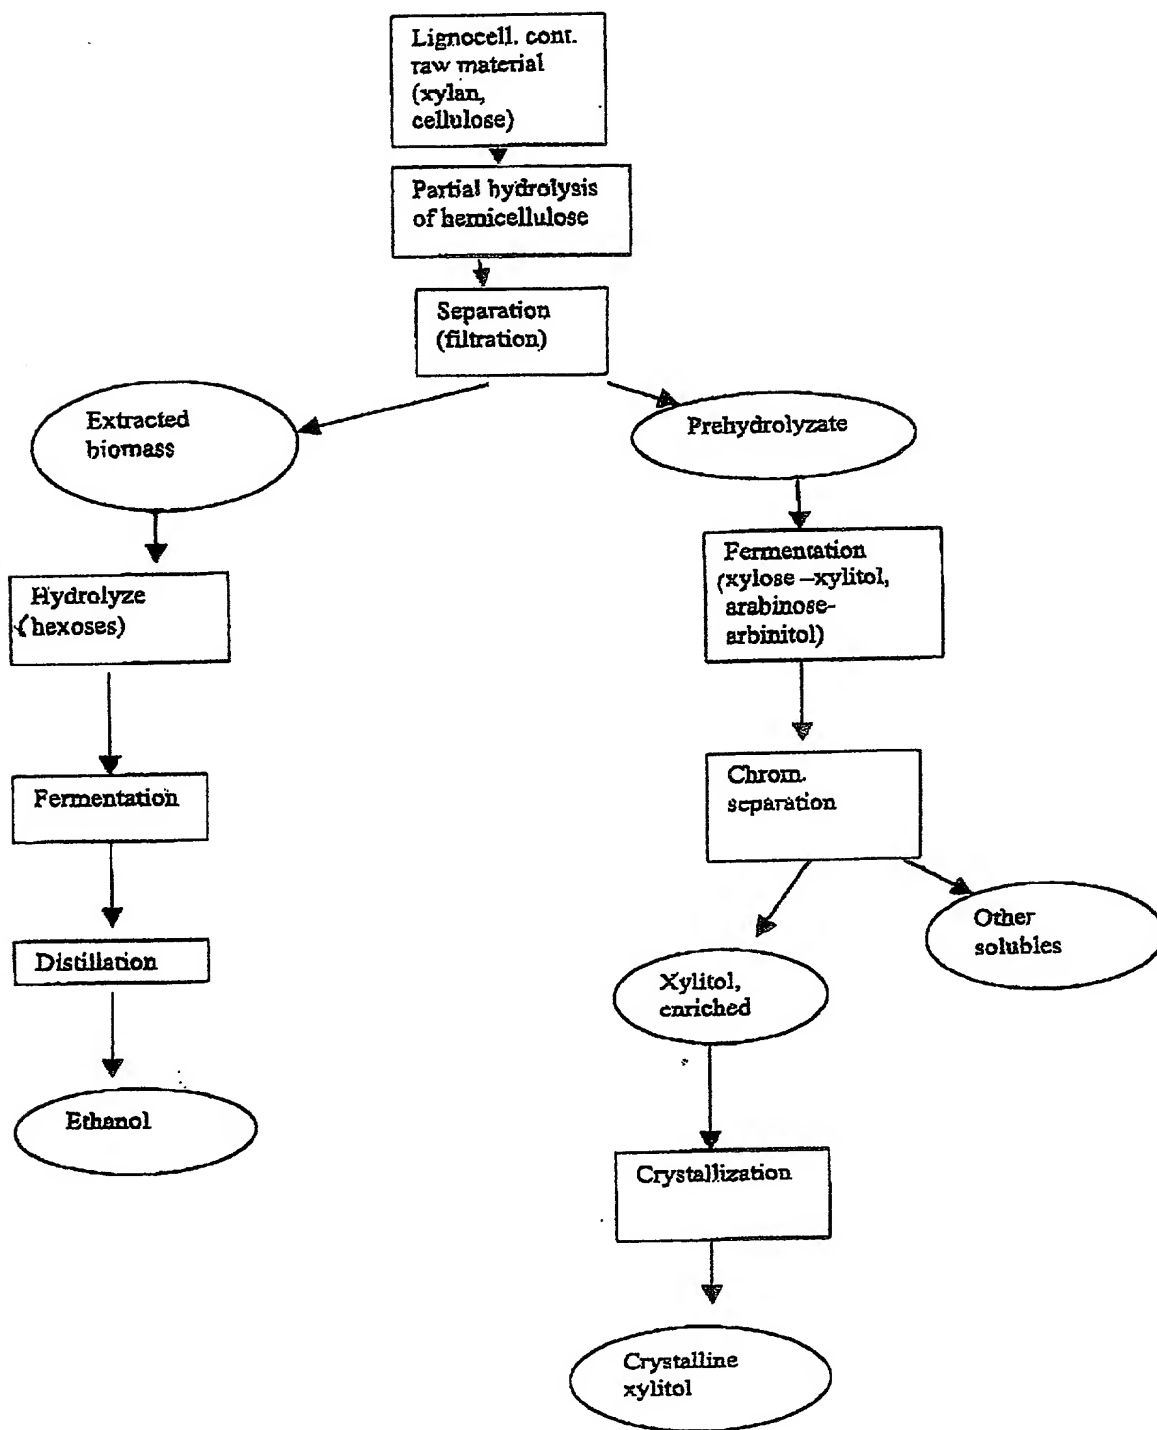 Lignocell. cont.
raw material
(xylan,
cellulose)
Partial hydrolysis
of hemicellulose
Separation
(filtration)
Extracted
biomass
Prehydrolyzate
Hydrolyze
(hexoses)
Fermentation
(xylose–xylitol,
arabinose-
arbinitol)
Fermentation
Chrom.
separation
Distillation
Other
solubles
Xylitol,
enriched
Ethanol
Crystallization
Crystalline
xylitol